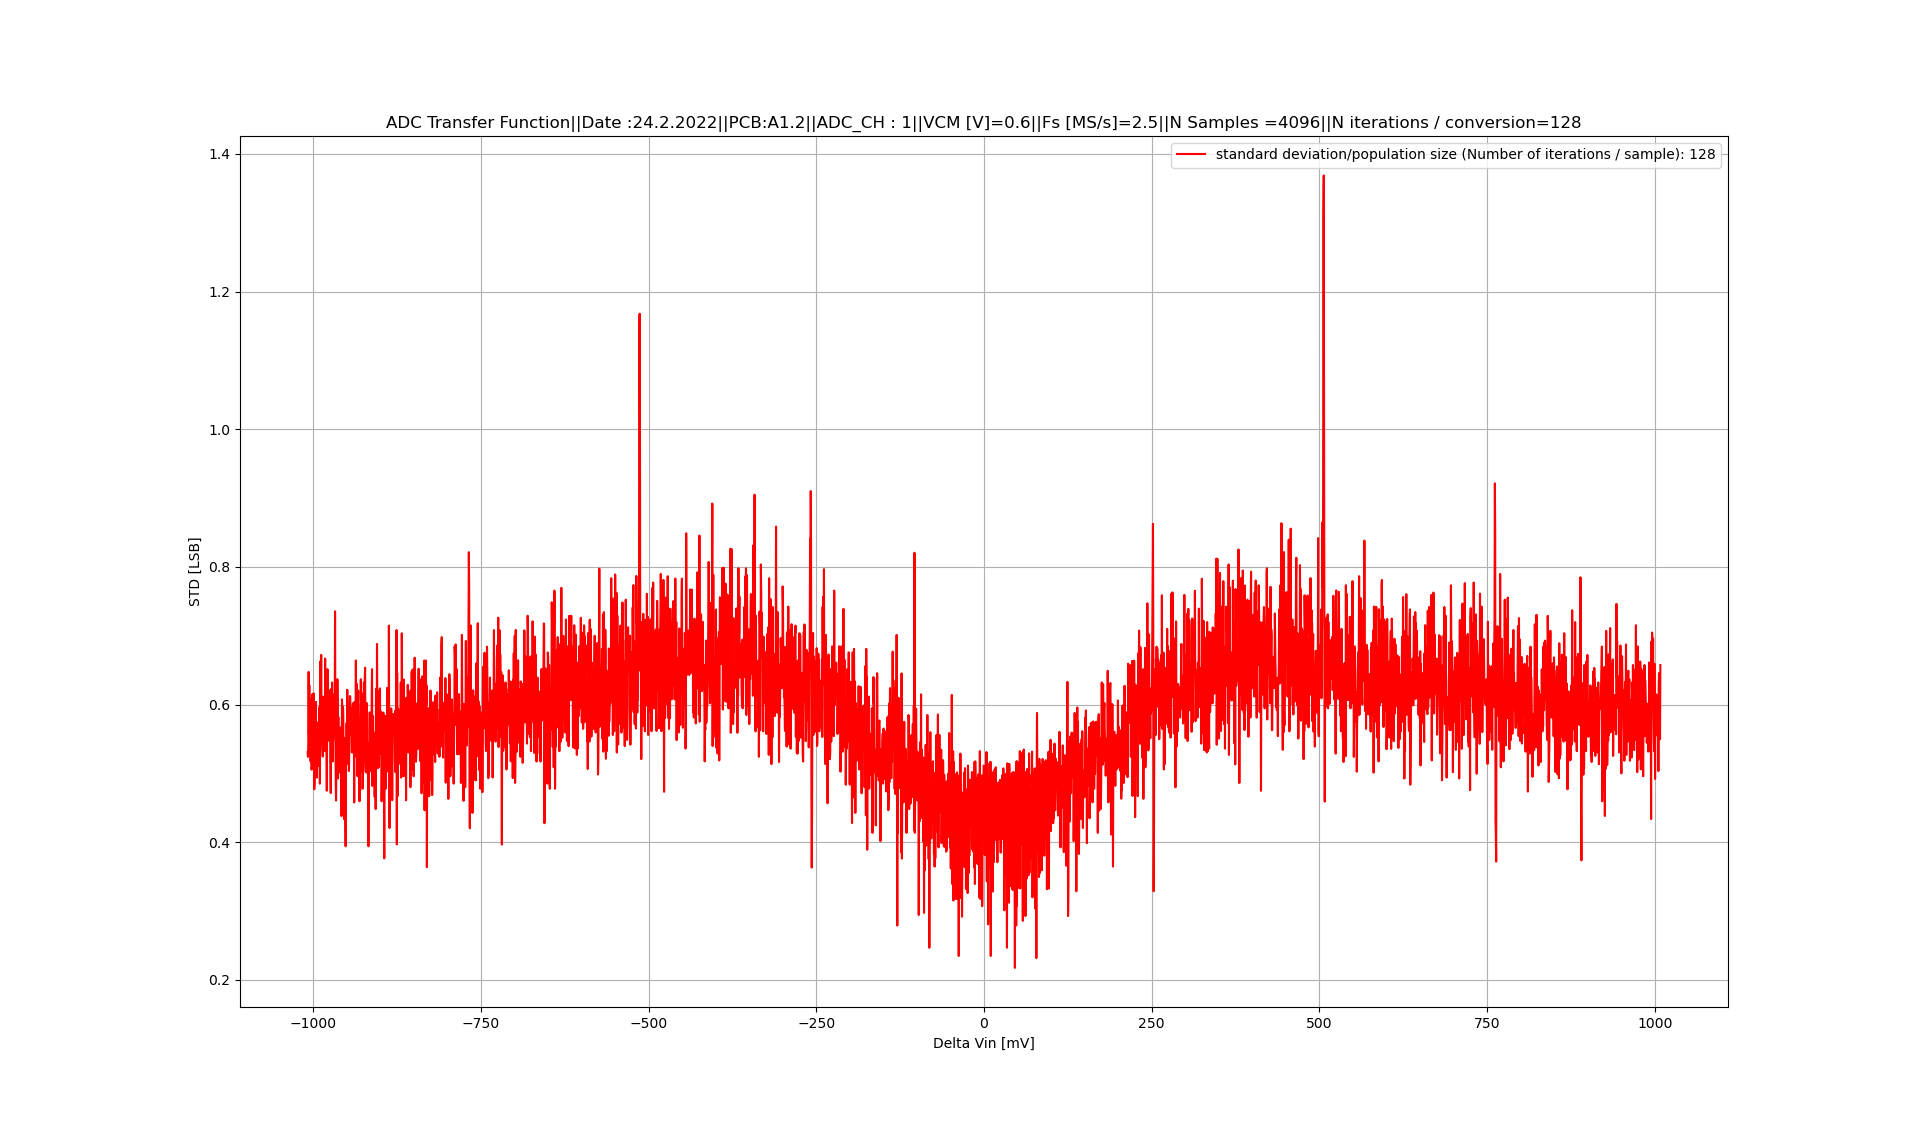 ADC Transfer Function||Date :24.2.2022||PCB:A1.2||ADC_CH : 1||VCM [V]=0.6||Fs [MS/s]=2.5||N Samples =4096||N iterations / conversion=128
standard deviation/population size (Number of iterations / sample): 128
1.4
1.2
1.0
0.8
0.6
0.4
0.2
STD [LSB]
−1000 −750 −500 −250 0 250 500 750 1000
Delta Vin [mV]